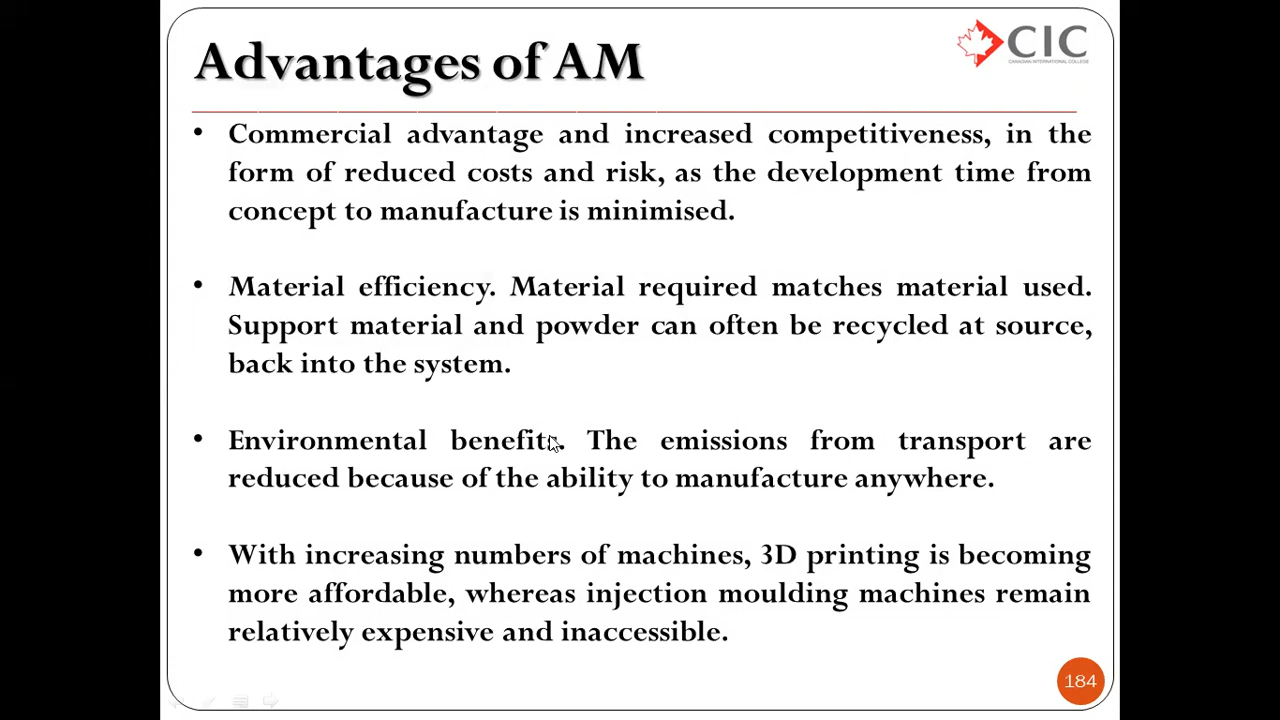 Advantages of AM
CIC
CANADIAN INTERNATIONAL COLLEGE
• Commercial advantage and increased competitiveness, in the
form of reduced costs and risk, as the development time from
concept to manufacture is minimised.
• Material efficiency. Material required matches material used.
Support material and powder can often be recycled at source,
back into the system.
• Environmental benefits. The emissions from transport are
reduced because of the ability to manufacture anywhere.
• With increasing numbers of machines, 3D printing is becoming
more affordable, whereas injection moulding machines remain
relatively expensive and inaccessible.
184